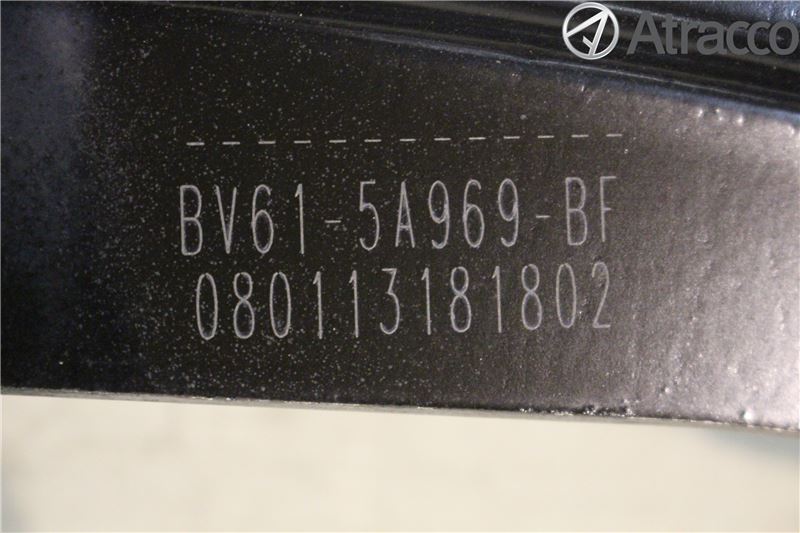 Atracco
- - - - - - - - - - - - -
BV61-5A969-BF
080113181802